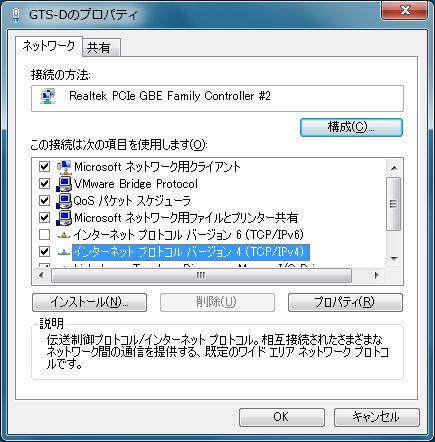 GTS-Dのプロパティ
ネットワーク 共有
接続の方法:
Realtek PCIe GBE Family Controller #2
構成(C)...
この接続は次の項目を使用します(O):
Microsoft ネットワーク用クライアント
VMware Bridge Protocol
QoS パケット スケジューラ
Microsoft ネットワーク用ファイルとプリンター共有
インターネット プロトコル バージョン 6 (TCP/IPv6)
インターネット プロトコル バージョン 4 (TCP/IPv4)
インストール(N)... 削除(U) プロパティ(R)
説明
伝送制御プロトコル/インターネット プロトコル。相互接続されたさまざまな
ネットワーク間の通信を提供する、既定のワイド エリア ネットワーク プロトコ
ルです。
OK キャンセル